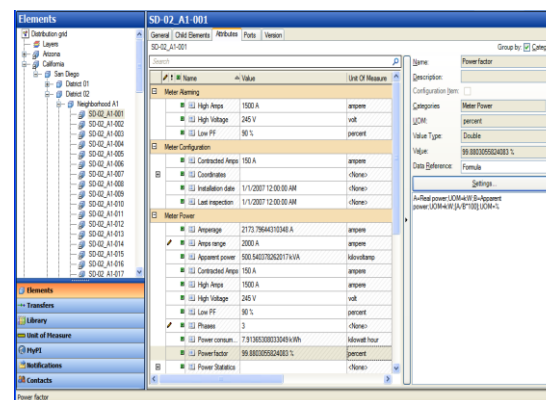 Elements
Distribution grid
Layers
Arizona
California
San Diego
District 01
District 02
Neighborhood A1
SD-02_A1-001
SD-02_A1-002
SD-02_A1-003
SD-02_A1-004
SD-02_A1-005
SD-02_A1-006
SD-02_A1-007
SD-02_A1-008
SD-02_A1-009
SD-02_A1-010
SD-02_A1-011
SD-02_A1-012
SD-02_A1-013
SD-02_A1-014
SD-02_A1-015
SD-02_A1-016
SD-02_A1-017
Elements
Transfers
Library
Unit of Measure
MyPI
Notifications
Contacts
Power factor
SD-02_A1-001
General Child Elements Attributes Ports Version
SD-02_A1-001 Group by: Categ
Search
Name Value Unit Of Measure
Meter Alarming
High Amps 1500 A ampere
High Voltage 245 V volt
Low PF 90 % percent
Meter Configuration
Contracted Amps 150 A ampere
Coordinates <None>
Installation date 1/1/2007 12:00:00 AM <None>
Last inspection 1/1/2007 12:00:00 AM <None>
Meter Power
Amperage 2173.79644310348 A ampere
Amps range 2000 A ampere
Apparent power 500.540378262017 kVA kilovoltamp
Contracted Amps 150 A ampere
High Amps 1500 A ampere
High Voltage 245 V volt
Low PF 90 % percent
Phases 3 <None>
Power consum... 7.91365308033049 kWh kilowatt hour
Power factor 99.8803055824083 % percent
Power Statistics <None>
Name: Power factor
Description:
Configuration Item:
Categories Meter Power
UOM: percent
Value Type: Double
Value: 99.8803055824083 %
Data Reference: Formula
Settings...
A=Real power;UOM=kW;B=Apparent
power;UOM=kW;[A/B*100];UOM=%